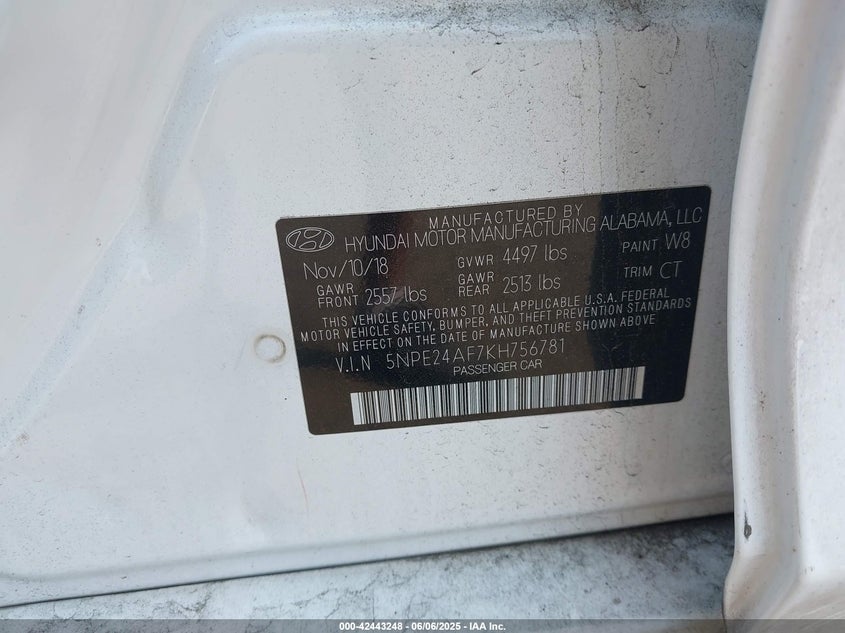 MANUFACTURED BY
HYUNDAI MOTOR MANUFACTURING ALABAMA, LLC
Nov/10/18 GVWR 4497 lbs PAINT W8
GAWR FRONT 2557 lbs GAWR REAR 2513 lbs TRIM CT
THIS VEHICLE CONFORMS TO ALL APPLICABLE U.S.A. FEDERAL
MOTOR VEHICLE SAFETY, BUMPER, AND THEFT PREVENTION STANDARDS
IN EFFECT ON THE DATE OF MANUFACTURE SHOWN ABOVE
V.I.N 5NPE24AF7KH756781
PASSENGER CAR
000-42443248 - 06/06/2025 - IAA Inc.